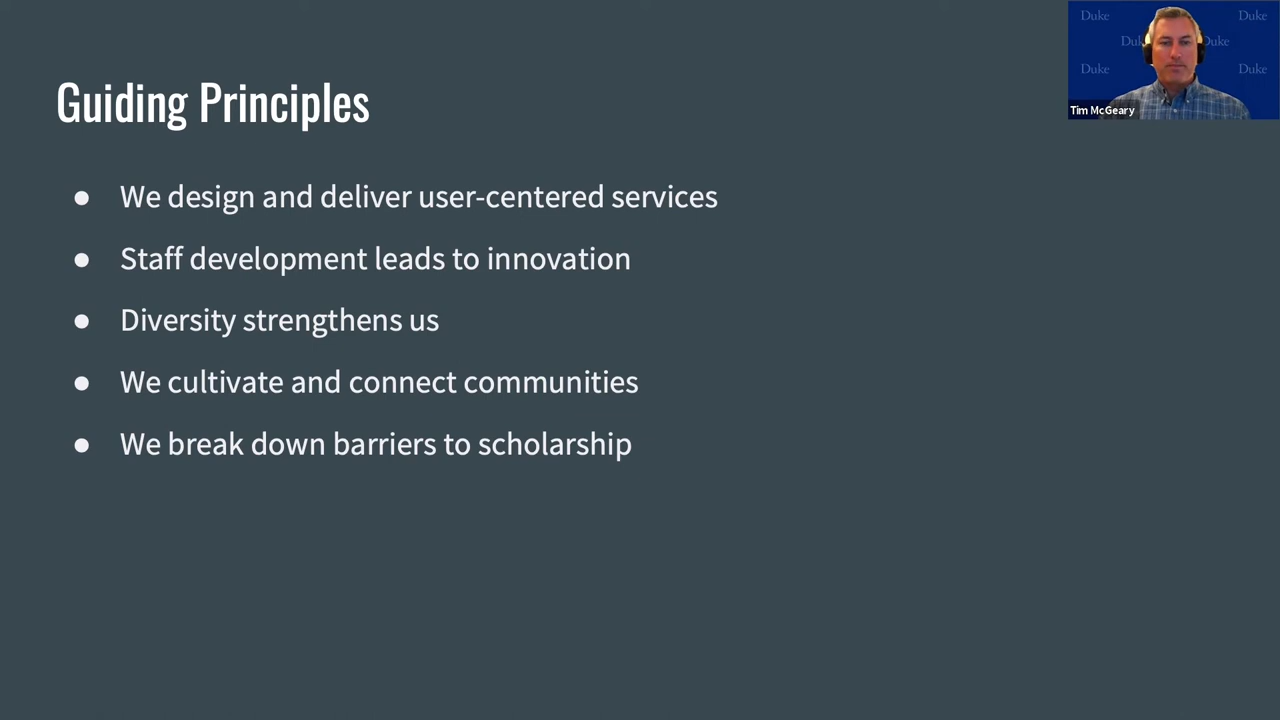 Guiding Principles
● We design and deliver user-centered services
● Staff development leads to innovation
● Diversity strengthens us
● We cultivate and connect communities
● We break down barriers to scholarship
Duke Duke
Duk Duke
Duke Duke
Tim McGeary